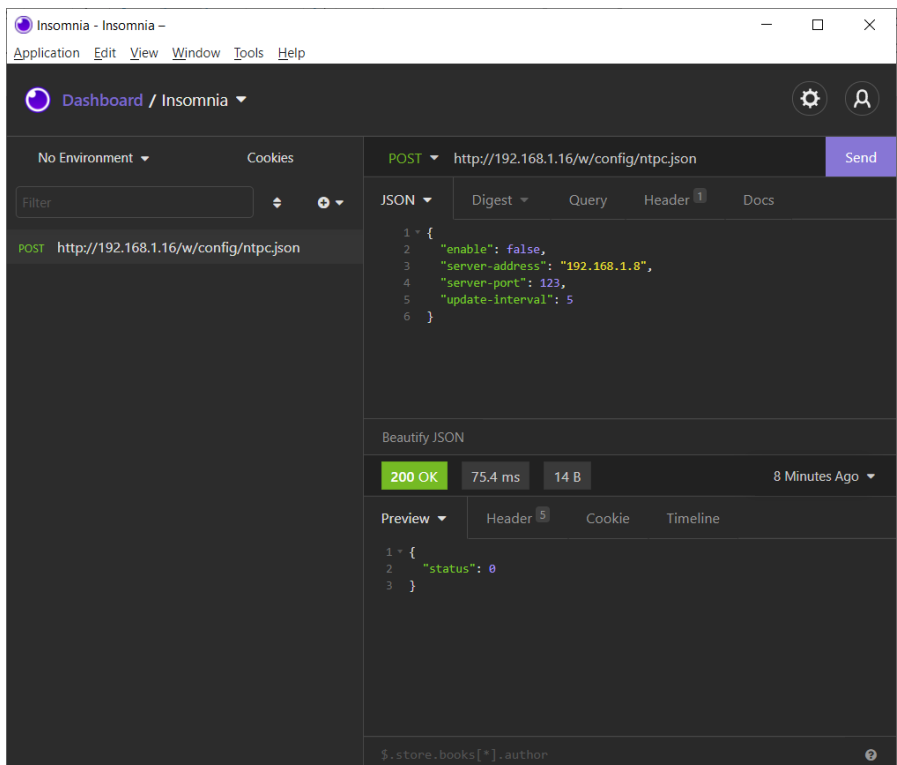 Insomnia - Insomnia –
Application Edit View Window Tools Help
Dashboard / Insomnia
No Environment Cookies
Filter
POST http://192.168.1.16/w/config/ntpc.json
POST http://192.168.1.16/w/config/ntpc.json Send
JSON Digest Query Header 1 Docs
1 {
2 "enable": false,
3 "server-address": "192.168.1.8",
4 "server-port": 123,
5 "update-interval": 5
6 }
Beautify JSON
200 OK 75.4 ms 14 B 8 Minutes Ago
Preview Header 5 Cookie Timeline
1 {
2 "status": 0
3 }
$.store.books[*].author